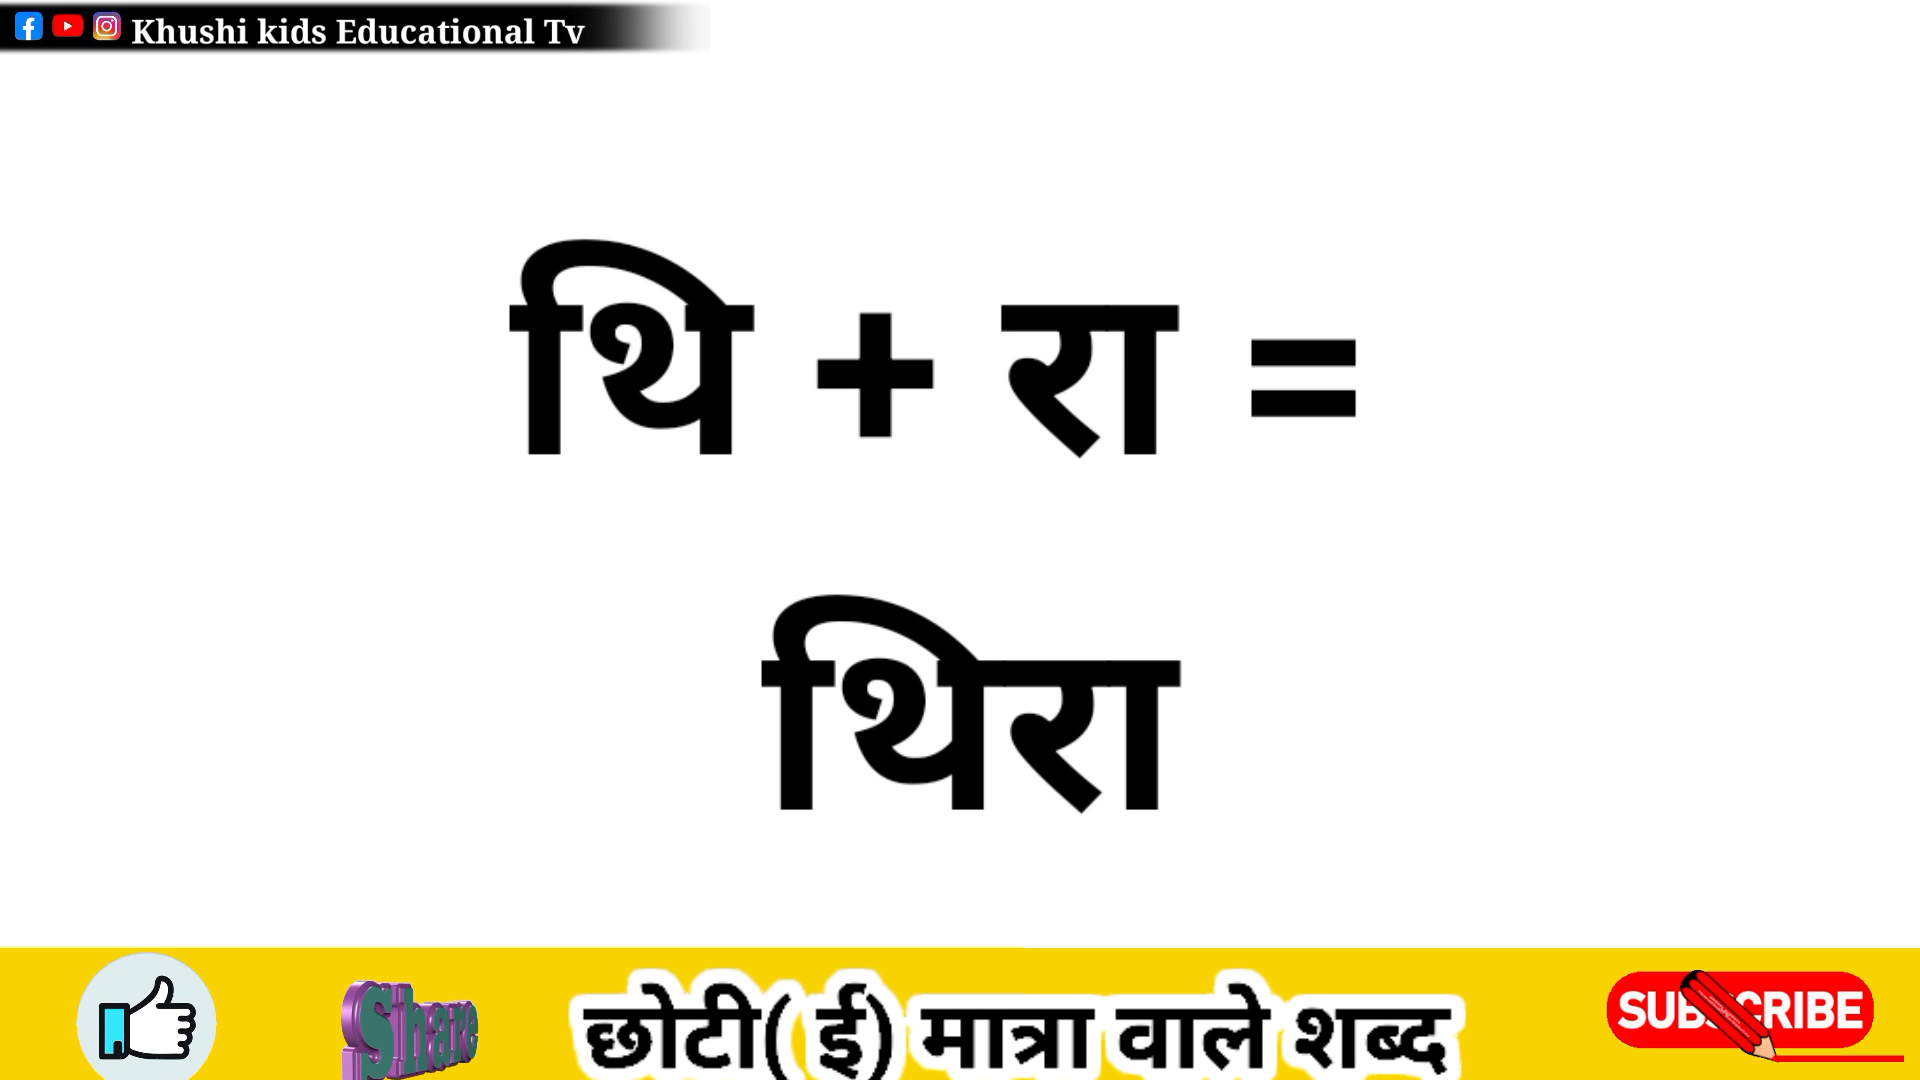 Khushi kids Educational Tv
थि + रा =
थिरा
Share
छोटी( ई) मात्रा वाले शब्द
SUBSCRIBE